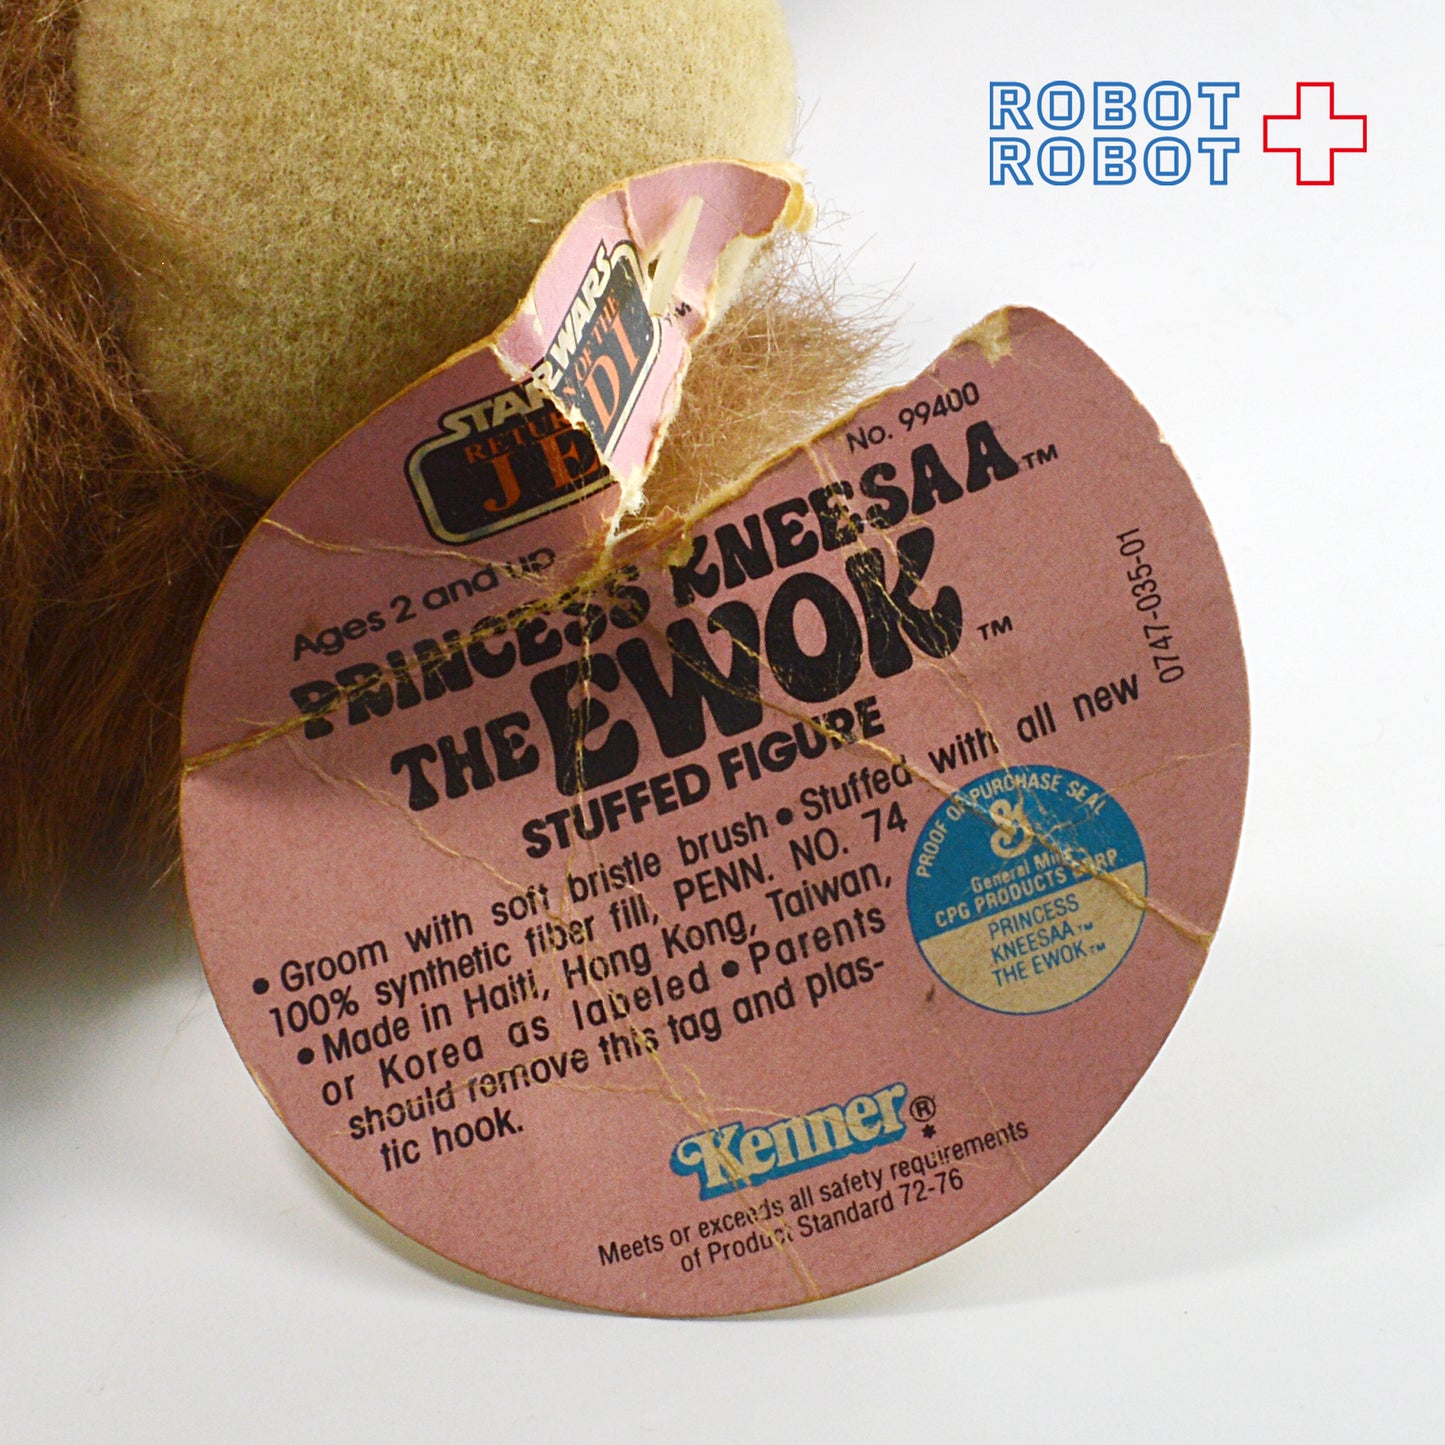 ROBOT
ROBOT
STAR WARS
RETURN OF THE
JEDI
TM
No. 99400
Ages 2 and up
PRINCESS KNEESAA™
THE EWOK™
STUFFED FIGURE
0747-035-01
• Groom with soft bristle brush • Stuffed with all new
100% synthetic fiber fill, PENN. NO. 74
• Made in Haiti, Hong Kong, Taiwan,
or Korea as labeled • Parents
should remove this tag and plas-
tic hook.
PROOF OF PURCHASE SEAL
General Mills
CPG PRODUCTS CORP.
PRINCESS
KNEESAA™
THE EWOK™
Kenner®*
Meets or exceeds all safety requirements
of Product Standard 72-76